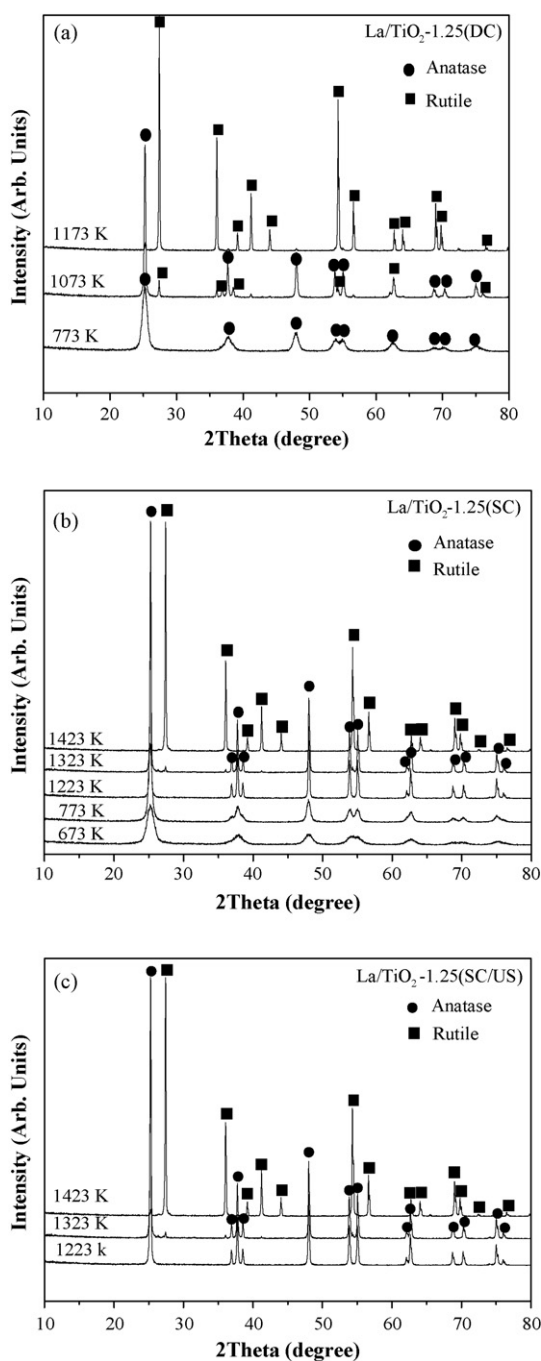 (a)
La/TiO₂-1.25(DC)
Anatase
Rutile
Intensity (Arb. Units)
1173 K
1073 K
773 K
10 20 30 40 50 60 70 80
2Theta (degree)
(b)
La/TiO₂-1.25(SC)
Anatase
Rutile
Intensity (Arb. Units)
1423 K
1323 K
1223 K
773 K
673 K
10 20 30 40 50 60 70 80
2Theta (degree)
(c)
La/TiO₂-1.25(SC/US)
Anatase
Rutile
Intensity (Arb. Units)
1423 K
1323 K
1223 k
10 20 30 40 50 60 70 80
2Theta (degree)